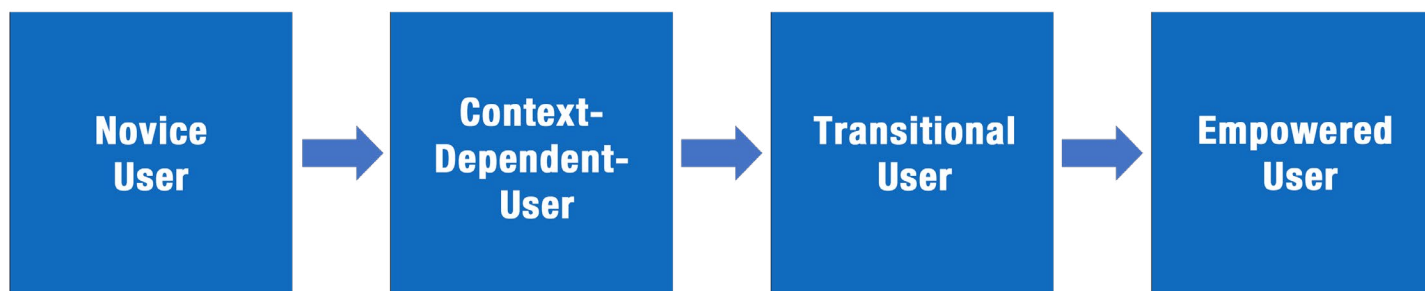 Novice
User
Context-
Dependent-
User
Transitional
User
Empowered
User